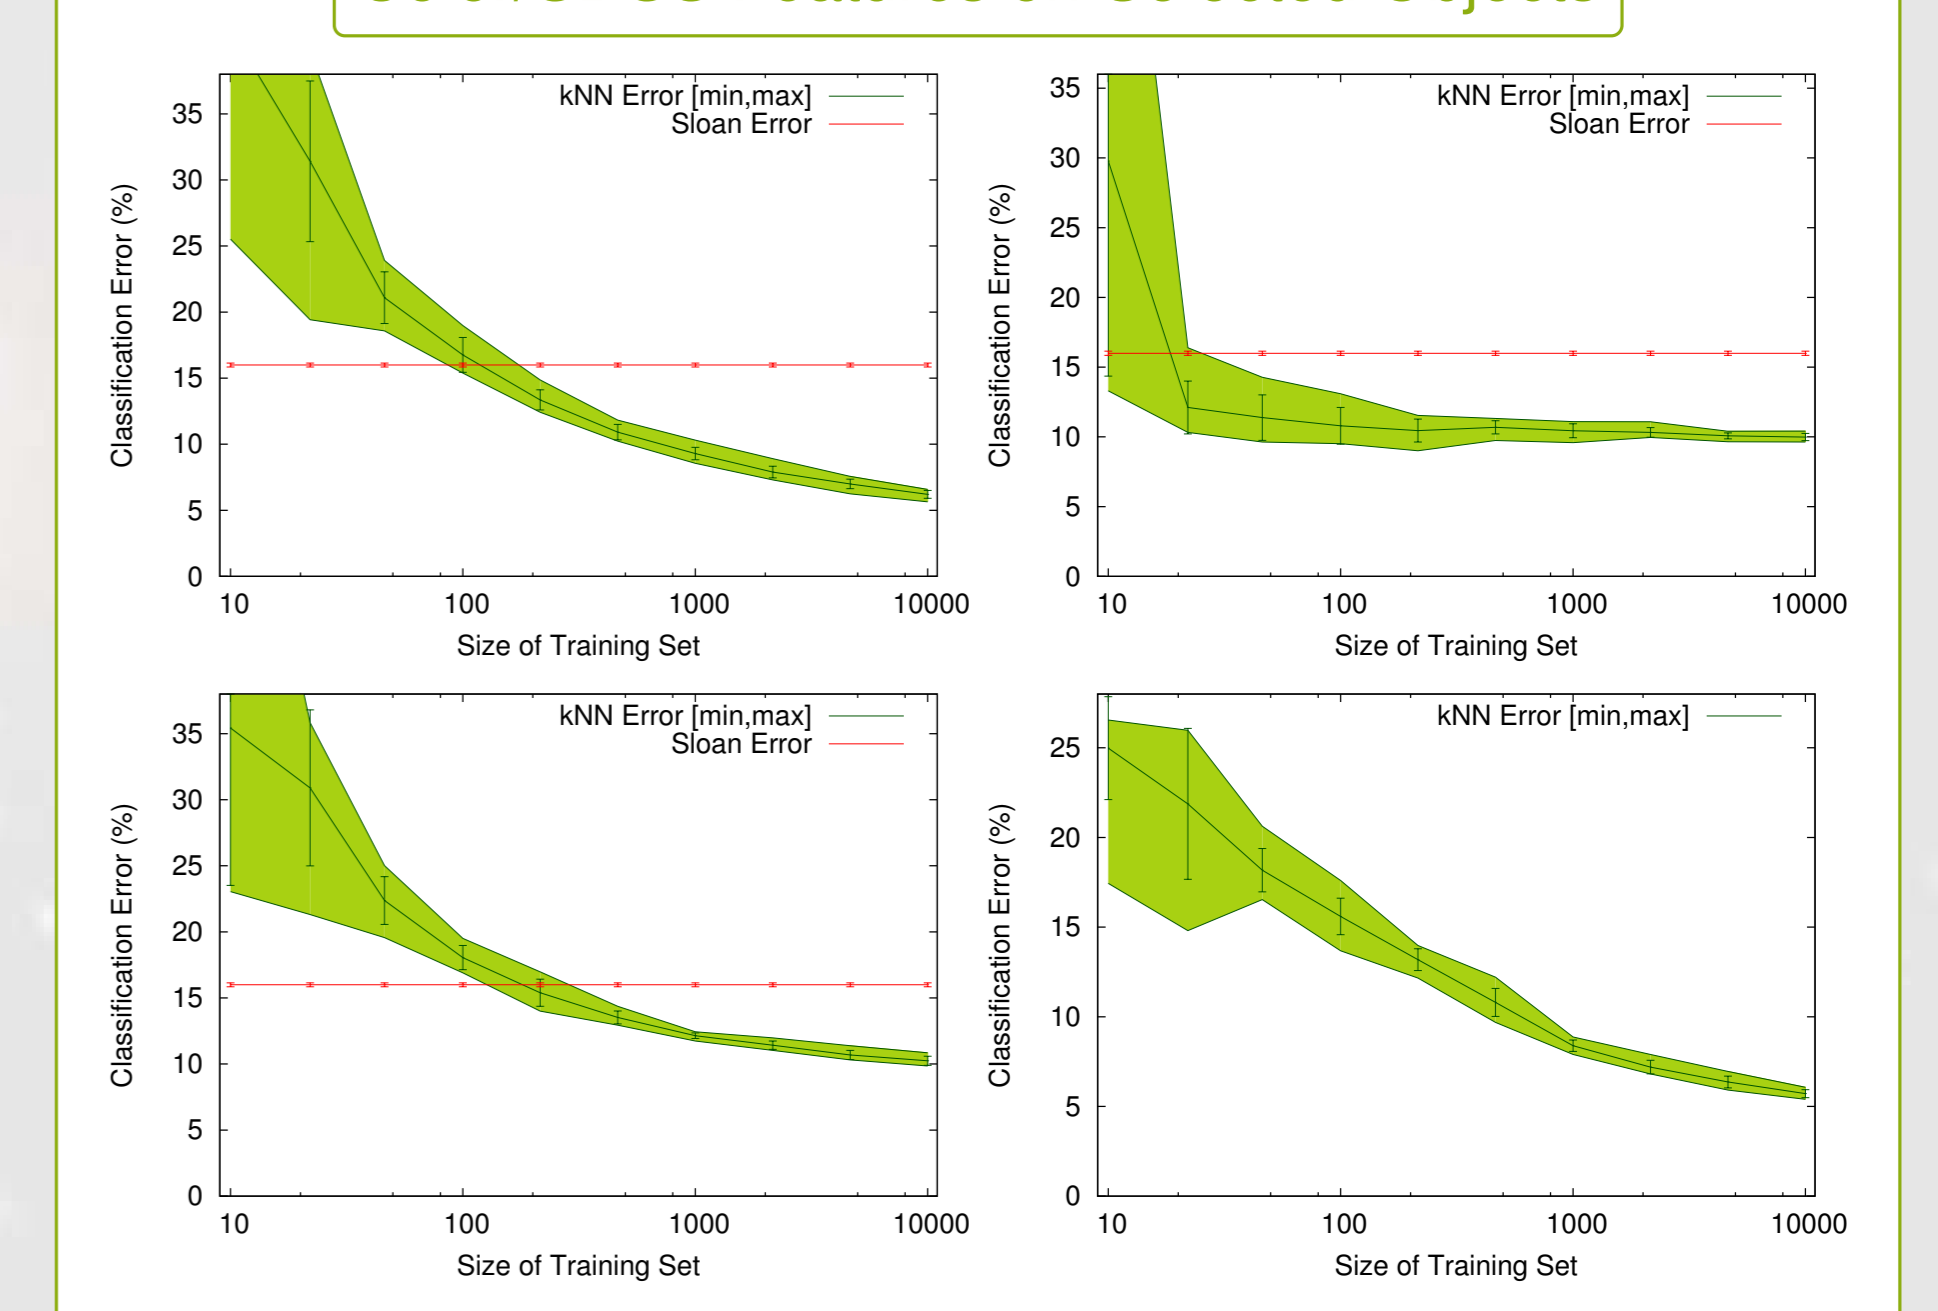 kNN Error [min,max]
Sloan Error
Classification Error (%)
35
30
25
20
15
10
5
0
10 100 1000 10000
Size of Training Set
kNN Error [min,max]
Sloan Error
Classification Error (%)
35
30
25
20
15
10
5
0
10 100 1000 10000
Size of Training Set
kNN Error [min,max]
Sloan Error
Classification Error (%)
35
30
25
20
15
10
5
0
10 100 1000 10000
Size of Training Set
kNN Error [min,max]
Classification Error (%)
25
20
15
10
5
0
10 100 1000 10000
Size of Training Set